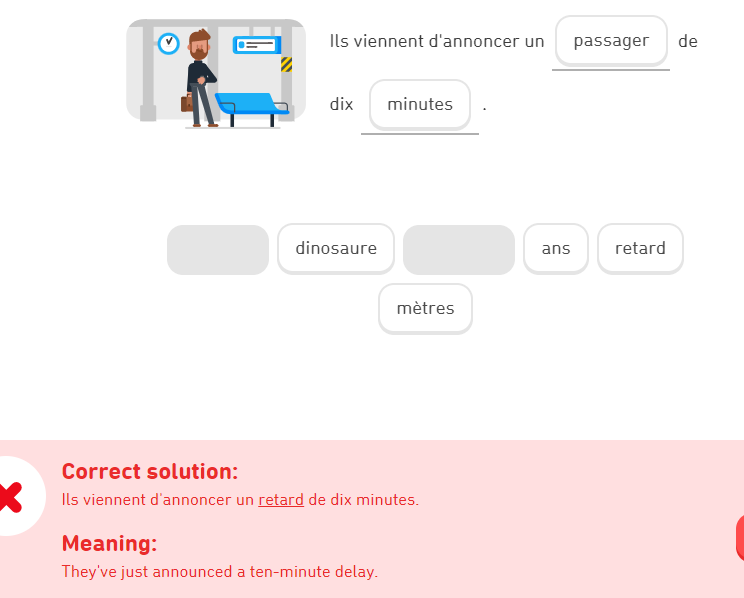 Ils viennent d'annoncer un passager de
dix minutes .
dinosaure ans retard
mètres
Correct solution:
Ils viennent d'annoncer un retard de dix minutes.
Meaning:
They've just announced a ten-minute delay.